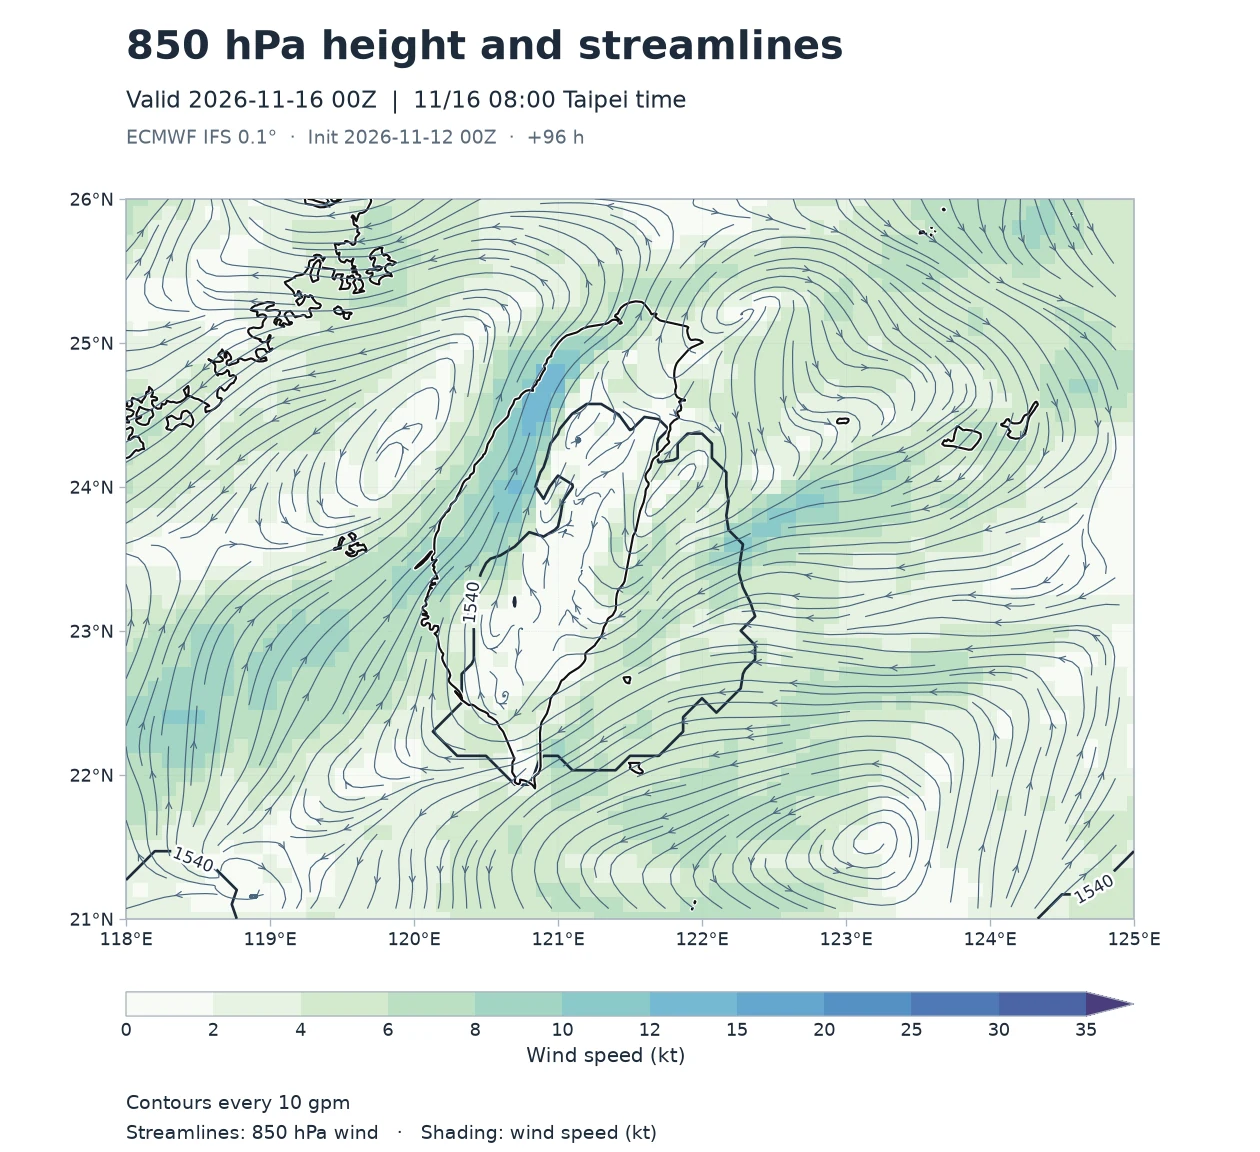 850 hPa height and streamlines
Valid 2026-11-16 00Z | 11/16 08:00 Taipei time
ECMWF IFS 0.1° · Init 2026-11-12 00Z · +96 h
26°N
25°N
24°N
23°N
22°N
21°N
1540
1540
1540
118°E 119°E 120°E 121°E 122°E 123°E 124°E 125°E
0 2 4 6 8 10 12 15 20 25 30 35
Wind speed (kt)
Contours every 10 gpm
Streamlines: 850 hPa wind · Shading: wind speed (kt)